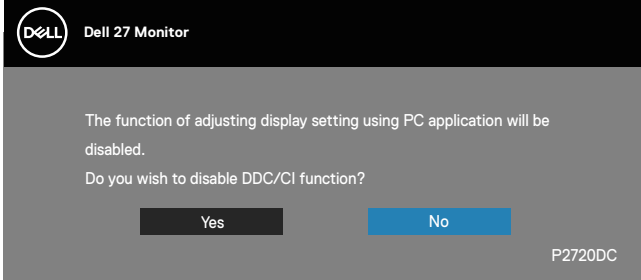 DELL
Dell 27 Monitor
The function of adjusting display setting using PC application will be
disabled.
Do you wish to disable DDC/CI function?
Yes
No
P2720DC